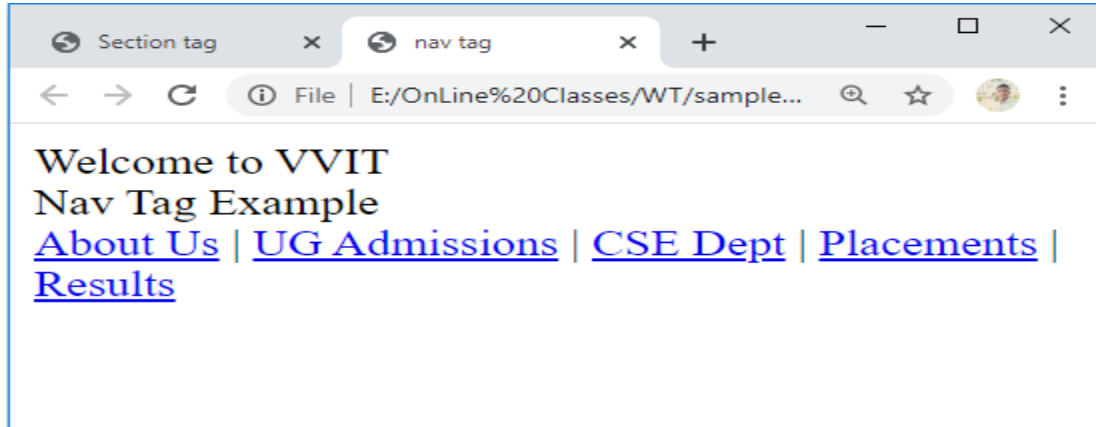 Section tag
nav tag
File | E:/OnLine%20Classes/WT/sample...
Welcome to VVIT
Nav Tag Example
About Us | UG Admissions | CSE Dept | Placements |
Results